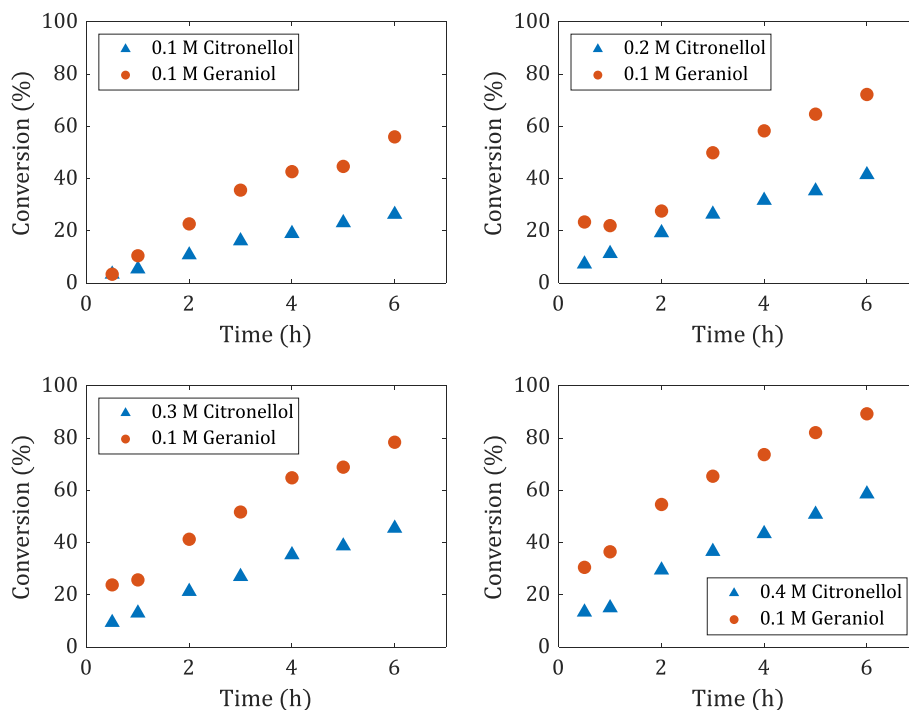 100
80
60
40
20
0
Conversion (%)
0.1 M Citronellol
0.1 M Geraniol
0 2 4 6
Time (h)
100
80
60
40
20
0
Conversion (%)
0.2 M Citronellol
0.1 M Geraniol
0 2 4 6
Time (h)
100
80
60
40
20
0
Conversion (%)
0.3 M Citronellol
0.1 M Geraniol
0 2 4 6
Time (h)
100
80
60
40
20
0
Conversion (%)
0.4 M Citronellol
0.1 M Geraniol
0 2 4 6
Time (h)